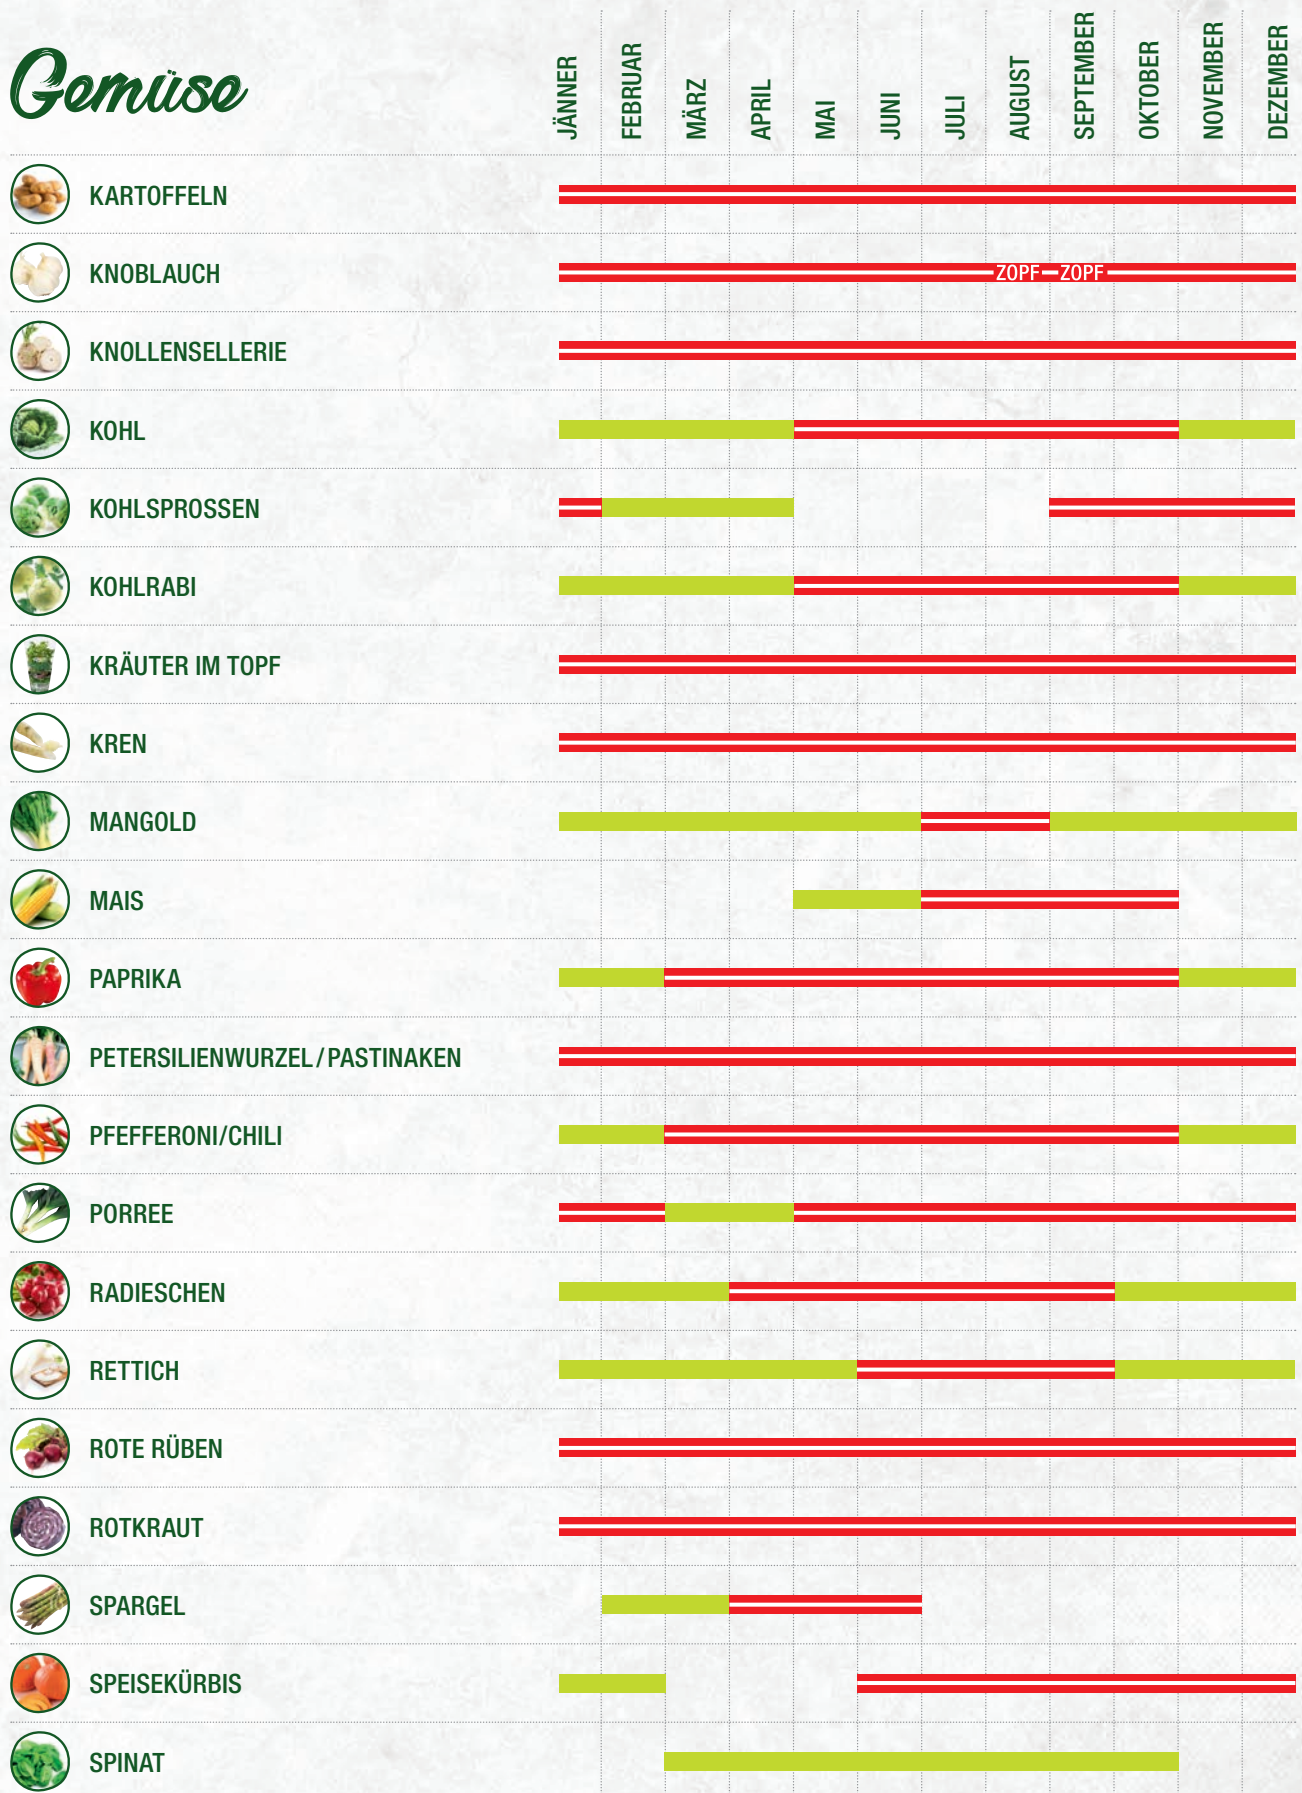 Gemüse
JÄNNER
FEBRUAR
MÄRZ
APRIL
MAI
JUNI
JULI
AUGUST
SEPTEMBER
OKTOBER
NOVEMBER
DEZEMBER
KARTOFFELN
KNOBLAUCH
ZOPF ZOPF
KNOLLENSELLERIE
KOHL
KOHLSPROSSEN
KOHLRABI
KRÄUTER IM TOPF
KREN
MANGOLD
MAIS
PAPRIKA
PETERSILIENWURZEL/PASTINAKEN
PFEFFERONI/CHILI
PORREE
RADIESCHEN
RETTICH
ROTE RÜBEN
ROTKRAUT
SPARGEL
SPEISEKÜRBIS
SPINAT